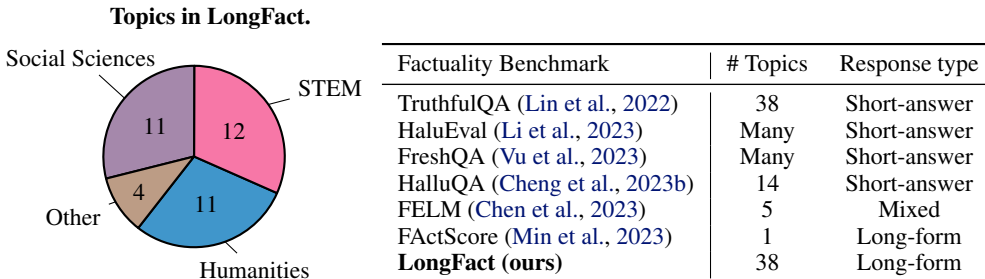 Topics in LongFact.
Social Sciences
STEM
11
12
4
11
Other
Humanities
Factuality Benchmark # Topics Response type
TruthfulQA (Lin et al., 2022) 38 Short-answer
HaluEval (Li et al., 2023) Many Short-answer
FreshQA (Vu et al., 2023) Many Short-answer
HalluQA (Cheng et al., 2023b) 14 Short-answer
FELM (Chen et al., 2023) 5 Mixed
FActScore (Min et al., 2023) 1 Long-form
LongFact (ours) 38 Long-form